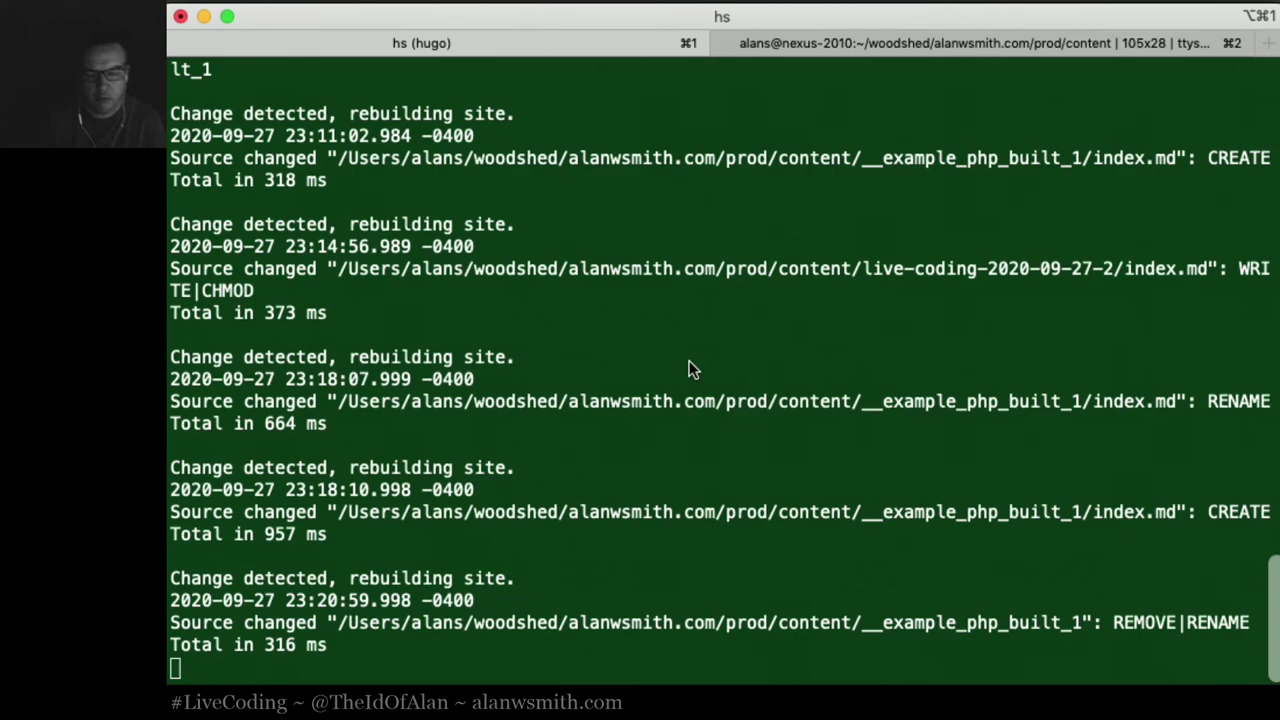 hs
⌥⌘1
hs (hugo)
⌘1
alans@nexus-2010:~/woodshed/alanwsmith.com/prod/content | 105x28 | ttys...
⌘2
+
lt_1
Change detected, rebuilding site.
2020-09-27 23:11:02.984 -0400
Source changed "/Users/alans/woodshed/alanwsmith.com/prod/content/__example_php_built_1/index.md": CREATE
Total in 318 ms
Change detected, rebuilding site.
2020-09-27 23:14:56.989 -0400
Source changed "/Users/alans/woodshed/alanwsmith.com/prod/content/live-coding-2020-09-27-2/index.md": WRI
TE|CHMOD
Total in 373 ms
Change detected, rebuilding site.
2020-09-27 23:18:07.999 -0400
Source changed "/Users/alans/woodshed/alanwsmith.com/prod/content/__example_php_built_1/index.md": RENAME
Total in 664 ms
Change detected, rebuilding site.
2020-09-27 23:18:10.998 -0400
Source changed "/Users/alans/woodshed/alanwsmith.com/prod/content/__example_php_built_1/index.md": CREATE
Total in 957 ms
Change detected, rebuilding site.
2020-09-27 23:20:59.998 -0400
Source changed "/Users/alans/woodshed/alanwsmith.com/prod/content/__example_php_built_1": REMOVE|RENAME
Total in 316 ms
#LiveCoding ~ @TheIdOfAlan ~ alanwsmith.com